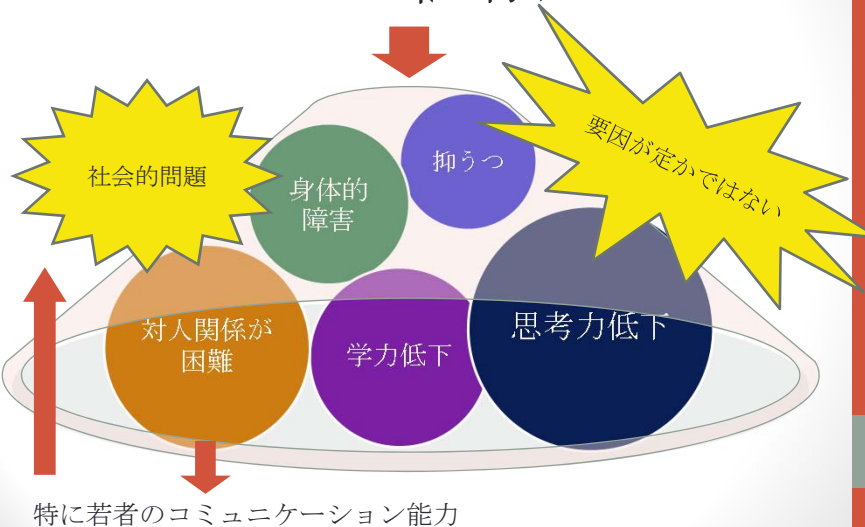 社会的問題
要因が定かではない
抑うつ
身体的
障害
対人関係が
困難
学力低下
思考力低下
特に若者のコミュニケーション能力